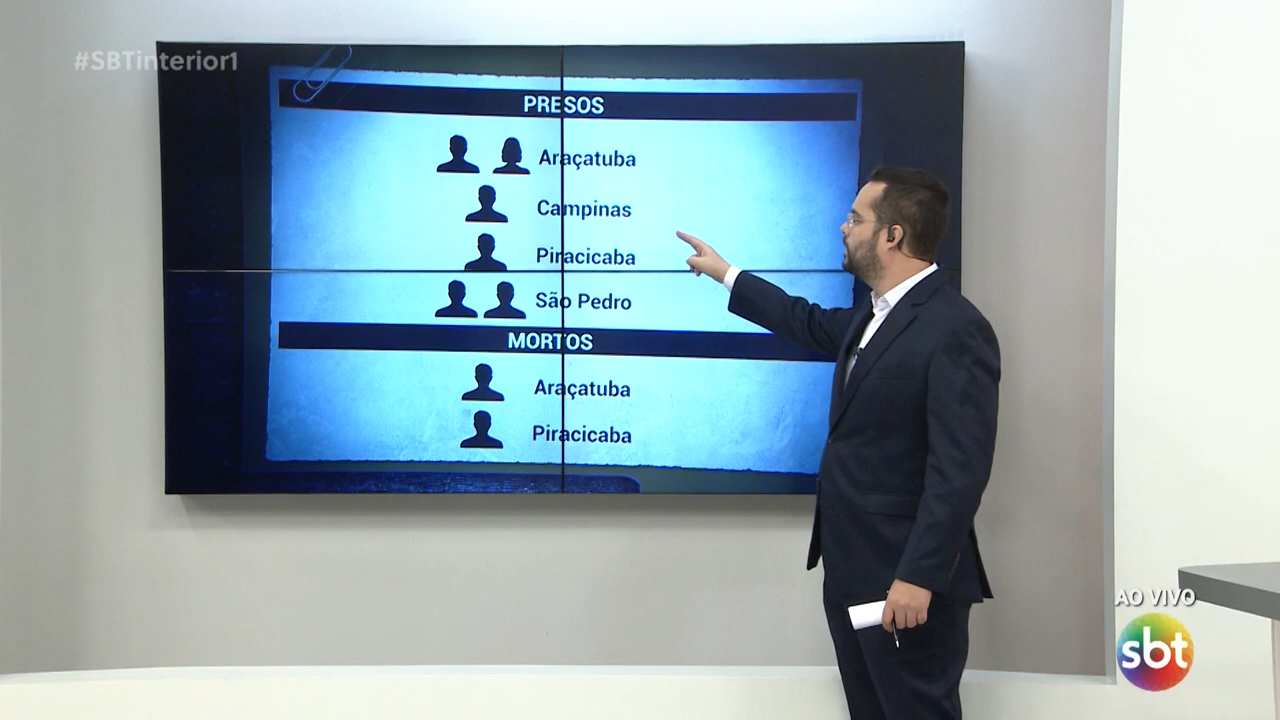 #SBTinterior1
PRESOS
Araçatuba
Campinas
Piracicaba
São Pedro
MORTOS
Araçatuba
Piracicaba
AO VIVO
sbt